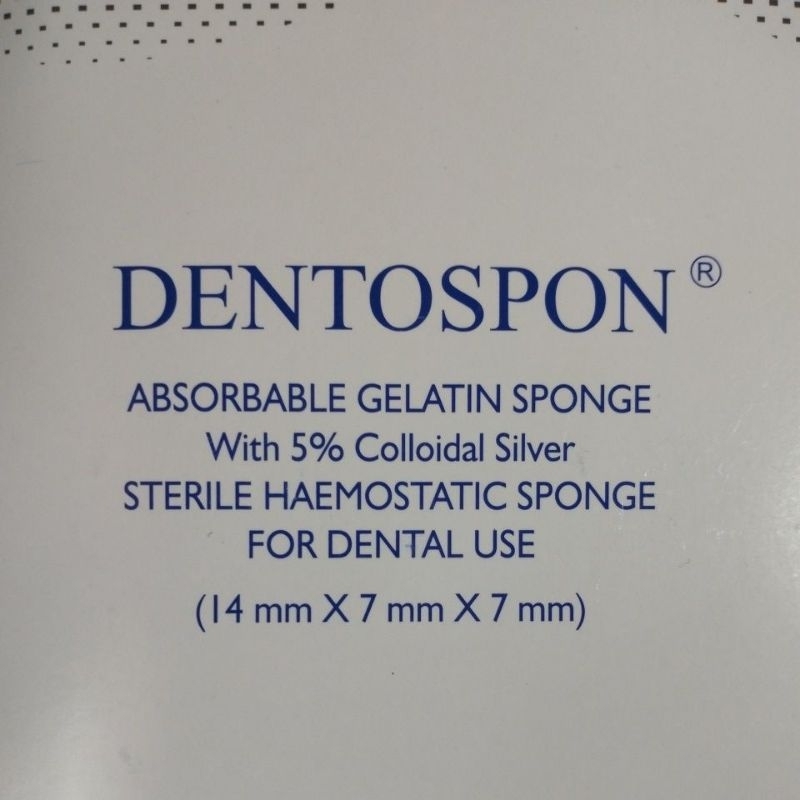 DENTOSPON®
ABSORBABLE GELATIN SPONGE
With 5% Colloidal Silver
STERILE HAEMOSTATIC SPONGE
FOR DENTAL USE
(14 mm X 7 mm X 7 mm)